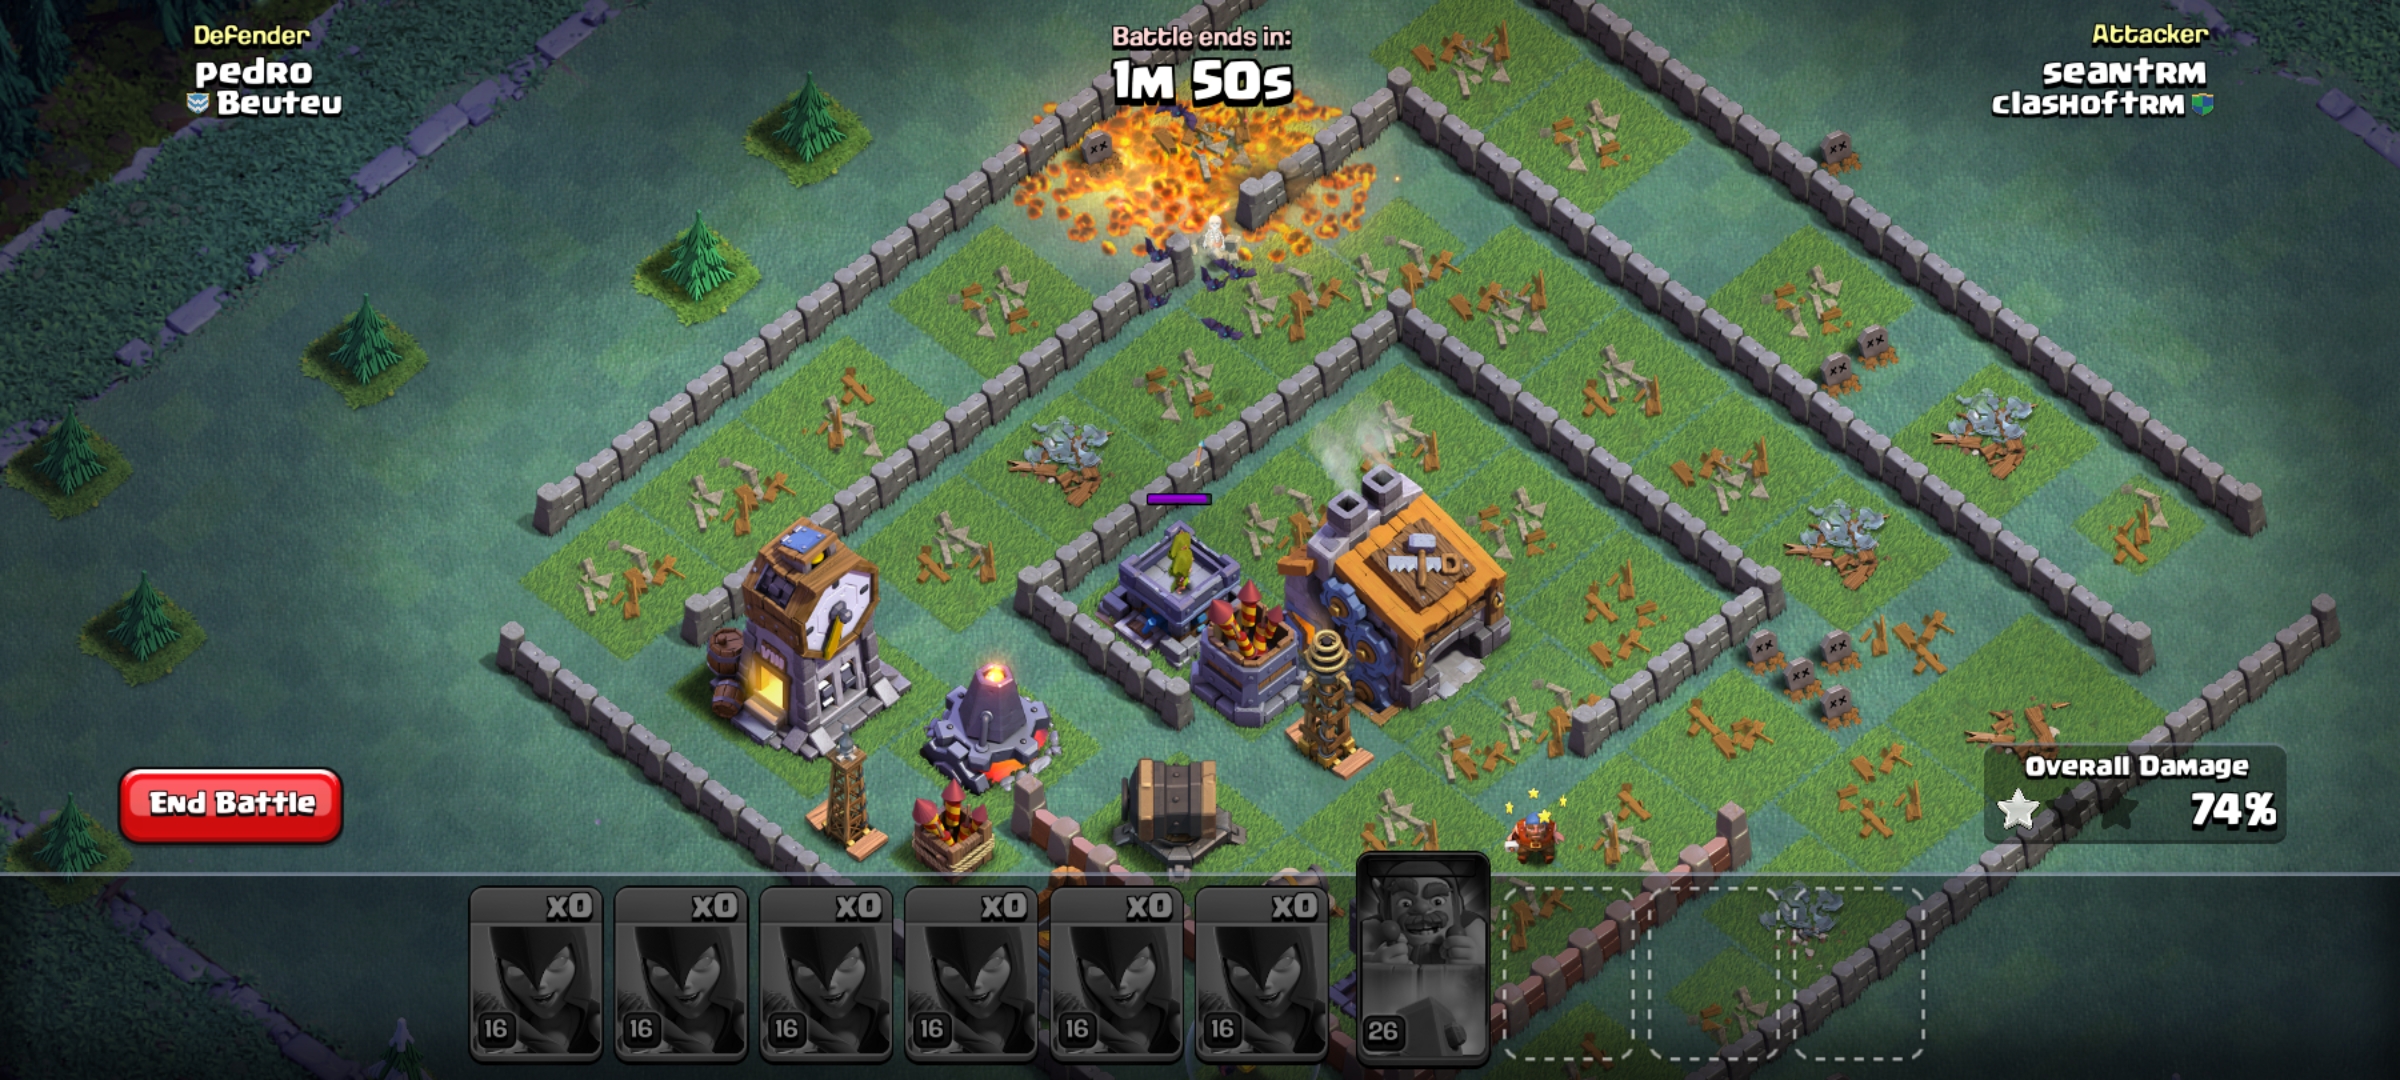 Defender
pedro
Beuteu
Battle ends in:
1m 50s
Attacker
seantrm
clashoftrm
VIII
End Battle
Overall Damage
74%
x0
x0
x0
x0
x0
x0
16
16
16
16
16
16
26